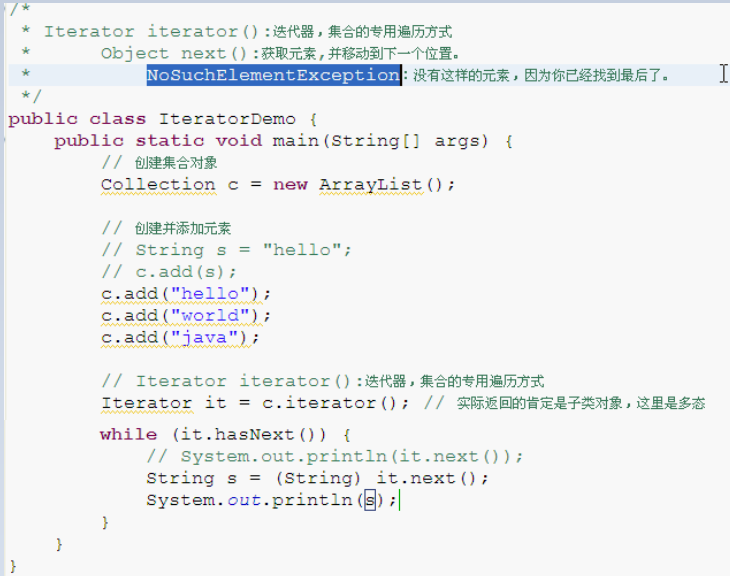 /*
 * Iterator iterator():迭代器，集合的专用遍历方式
 *      Object next():获取元素,并移动到下一个位置。
 *          NoSuchElementException：没有这样的元素，因为你已经找到最后了。
 */
public class IteratorDemo {
    public static void main(String[] args) {
        // 创建集合对象
        Collection c = new ArrayList();
        // 创建并添加元素
        // String s = "hello";
        // c.add(s);
        c.add("hello");
        c.add("world");
        c.add("java");
        // Iterator iterator():迭代器，集合的专用遍历方式
        Iterator it = c.iterator(); // 实际返回的肯定是子类对象，这里是多态
        while (it.hasNext()) {
            // System.out.println(it.next());
            String s = (String) it.next();
            System.out.println(s);
        }
    }
}